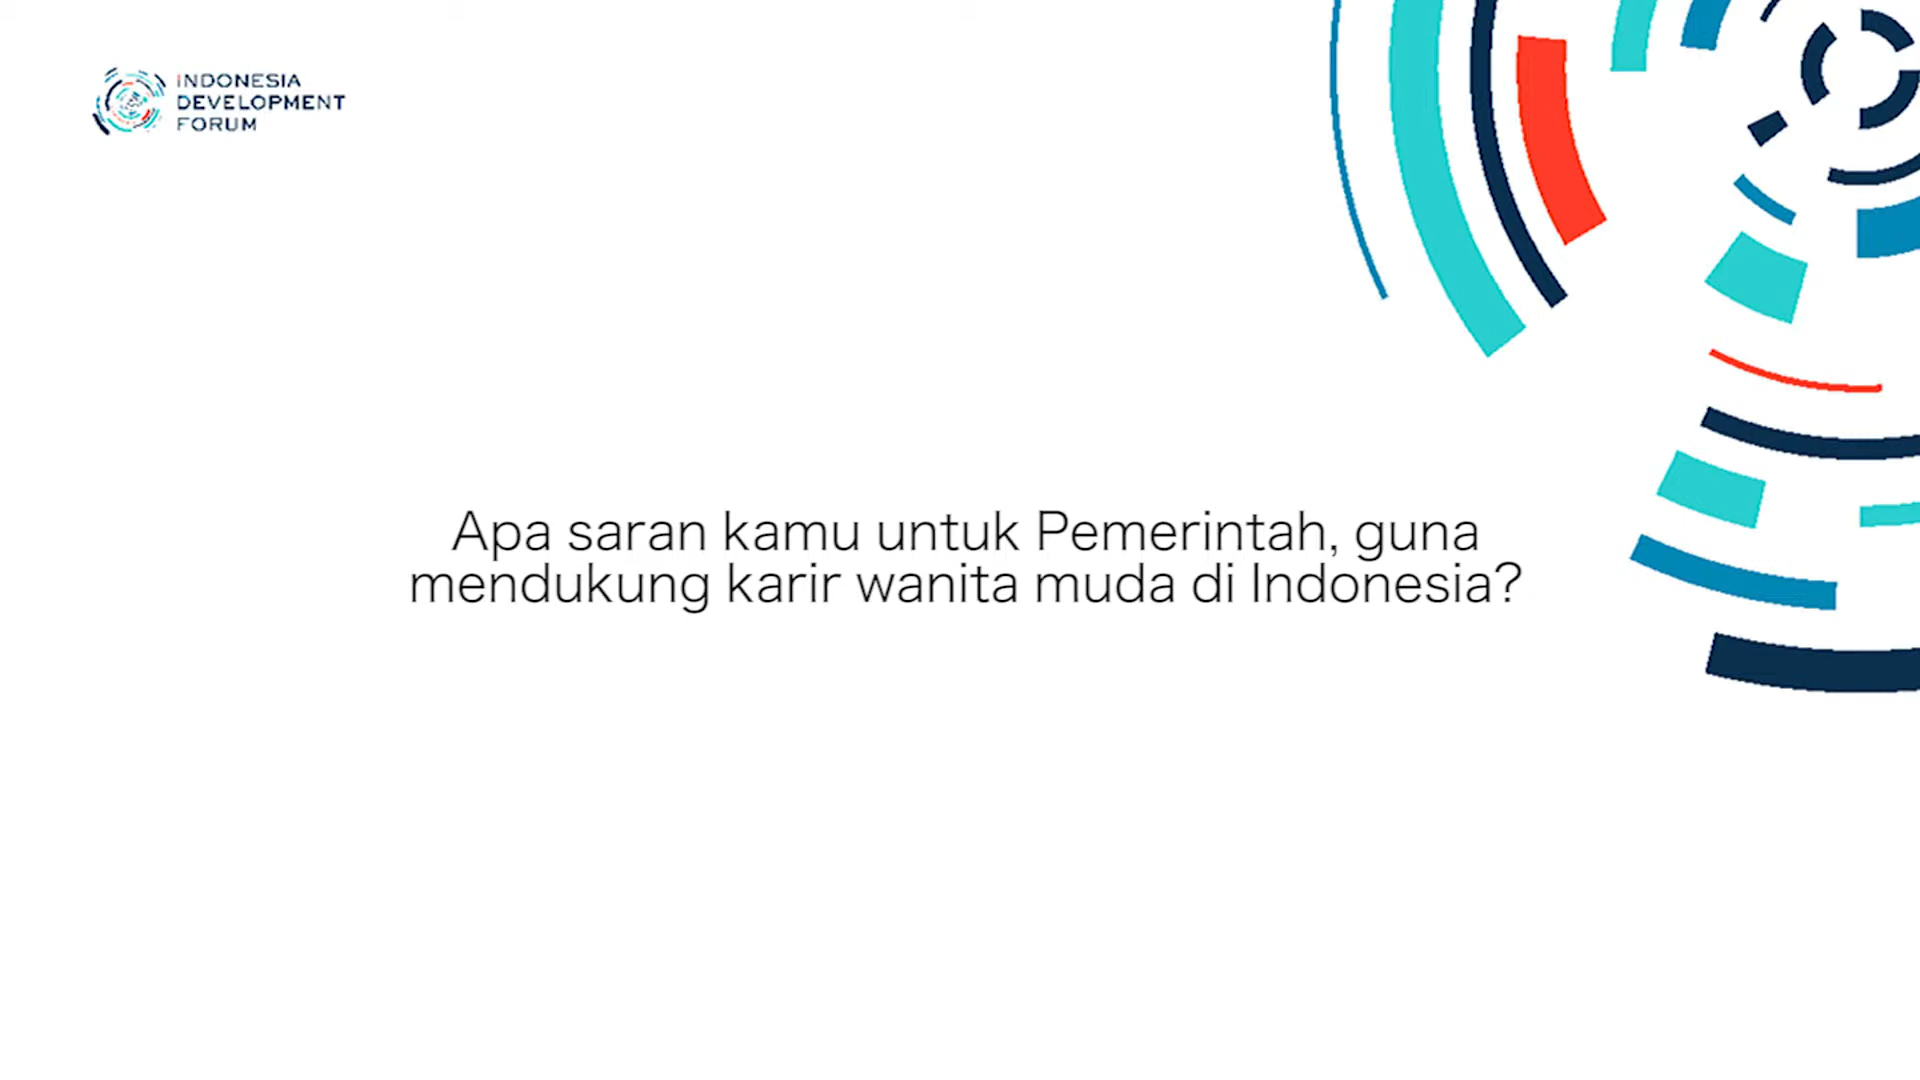 INDONESIA
DEVELOPMENT
FORUM
Apa saran kamu untuk Pemerintah, guna
mendukung karir wanita muda di Indonesia?